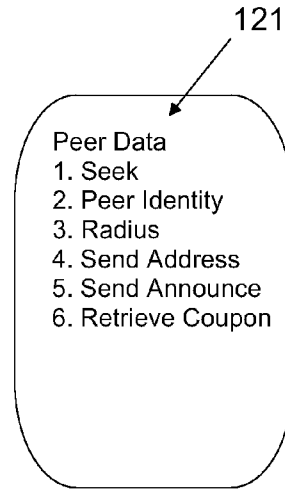 121
Peer Data
1. Seek
2. Peer Identity
3. Radius
4. Send Address
5. Send Announce
6. Retrieve Coupon